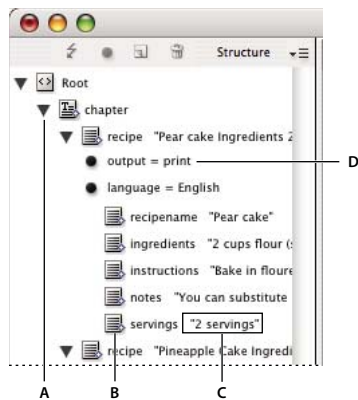 Structure
Root
chapter
recipe "Pear cake Ingredients 2
output = print
D
language = English
recipename "Pear cake"
ingredients "2 cups flour (
instructions "Bake in floure
notes "You can substitute
servings "2 servings"
recipe "Pineapple Cake Ingredi
A B C